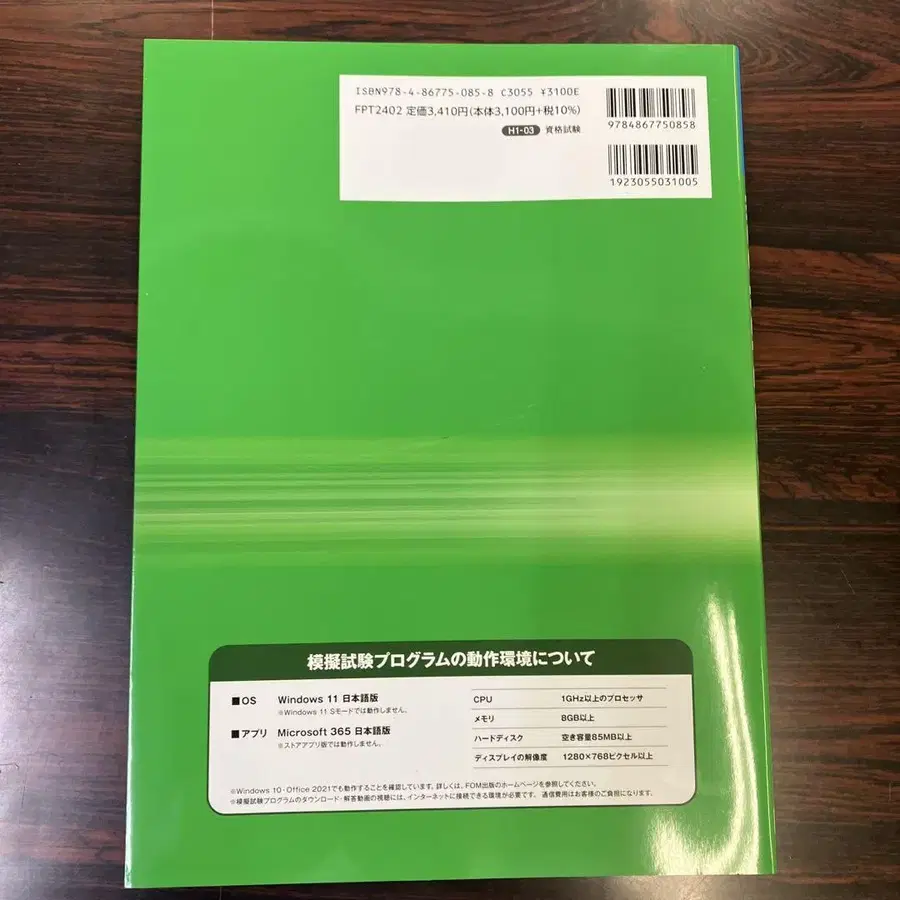 ISBN978-4-86775-085-8 C3055 ¥3100E
FPT2402 定価3,410円(本体3,100円+税10%)
H1-03 資格試験
9784867750858
1923055031005
模擬試験プログラムの動作環境について
■OS Windows 11 日本語版
※Windows 11 Sモードでは動作しません。
■アプリ Microsoft 365 日本語版
※ストアアプリ版では動作しません。
CPU 1GHz以上のプロセッサ
メモリ 8GB以上
ハードディスク 空き容量85MB以上
ディスプレイの解像度 1280×768ピクセル以上
※Windows 10・Office 2021でも動作することを確認しています。詳しくは、FOM出版のホームページを参照してください。
※模擬試験プログラムのダウンロード・解答動画の視聴には、インターネットに接続できる環境が必要です。通信費用はお客様のご負担になります。